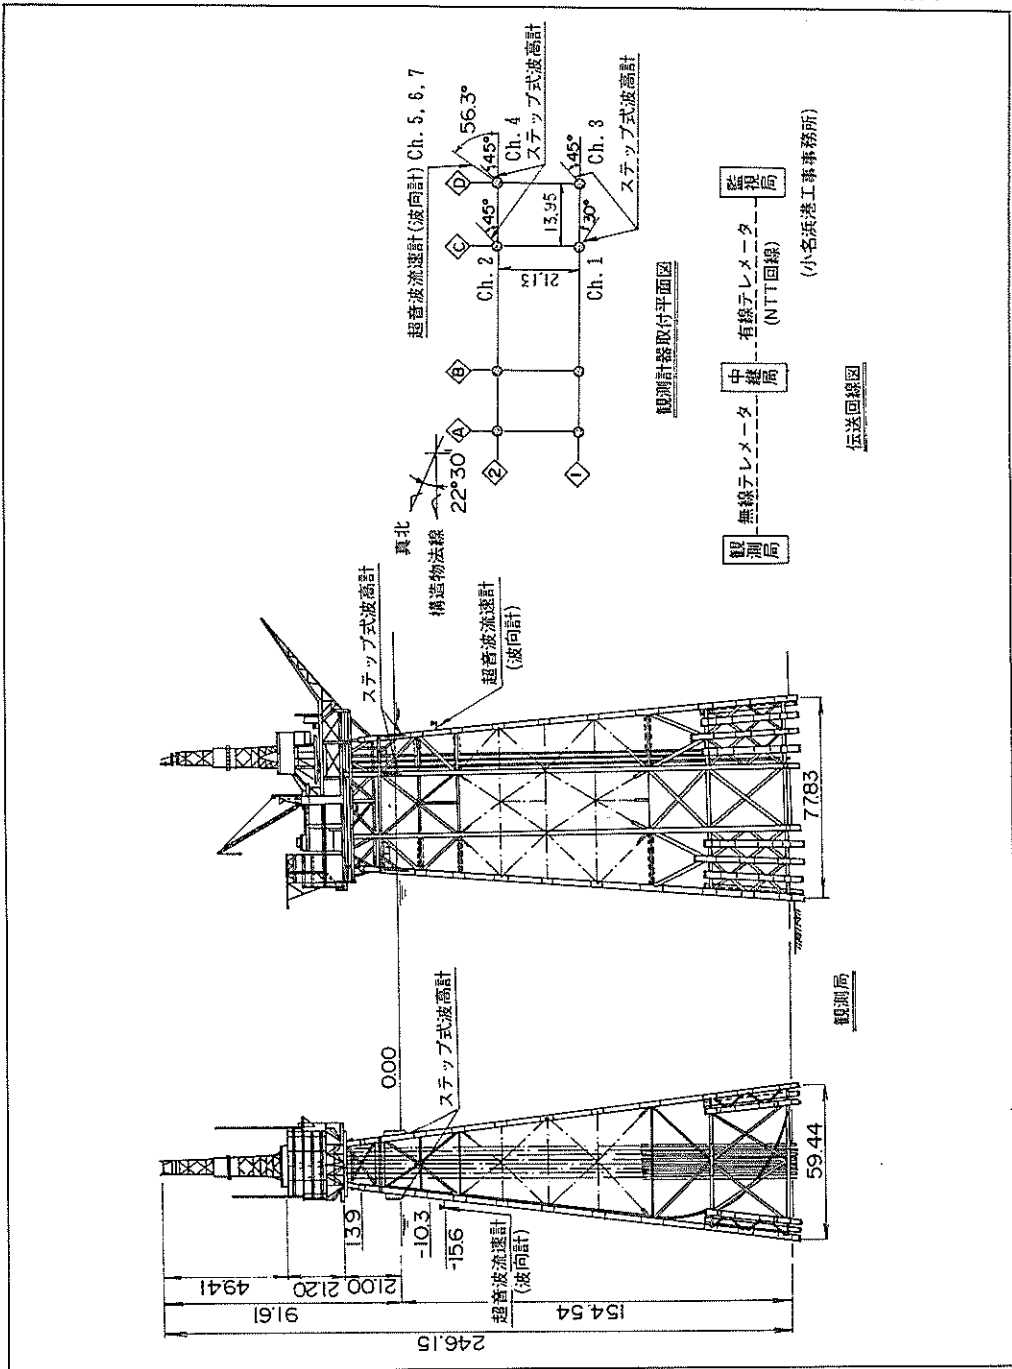 超音波流速計(波向計) Ch. 5, 6, 7
56.3°
45°
Ch. 4
ステップ式波高計
D
C
45°
45°
Ch. 3
ステップ式波高計
13.95
30°
Ch. 2
21.13
Ch. 1
B
A
2
1
真北
構造物法線
22°30
観測計器取付平面図
観測局
無線テレメータ
中継局
有線テレメータ
(NTT回線)
監視局
(小名浜港工事事務所)
伝送回線図
ステップ式波高計
超音波流速計
(波向計)
77.83
0.00
ステップ式波高計
49.41
21.20
21.00
91.61
13.9
-10.3
-15.6
超音波流速計
(波向計)
154.54
246.15
59.44
観測局